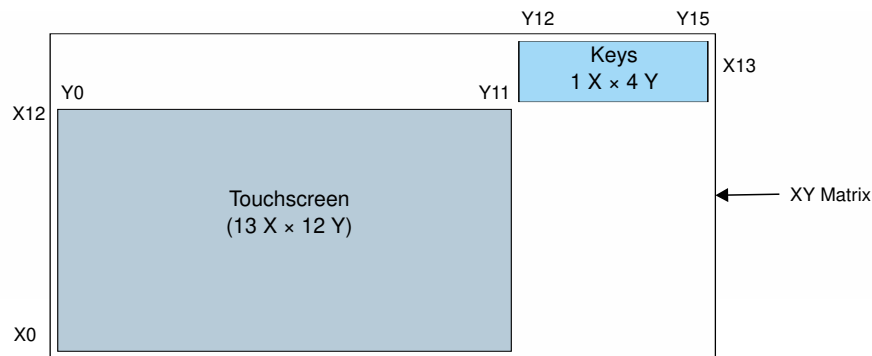 Y12
Y15
Keys
1 X × 4 Y
X13
Y0
Y11
X12
Touchscreen
(13 X × 12 Y)
XY Matrix
X0